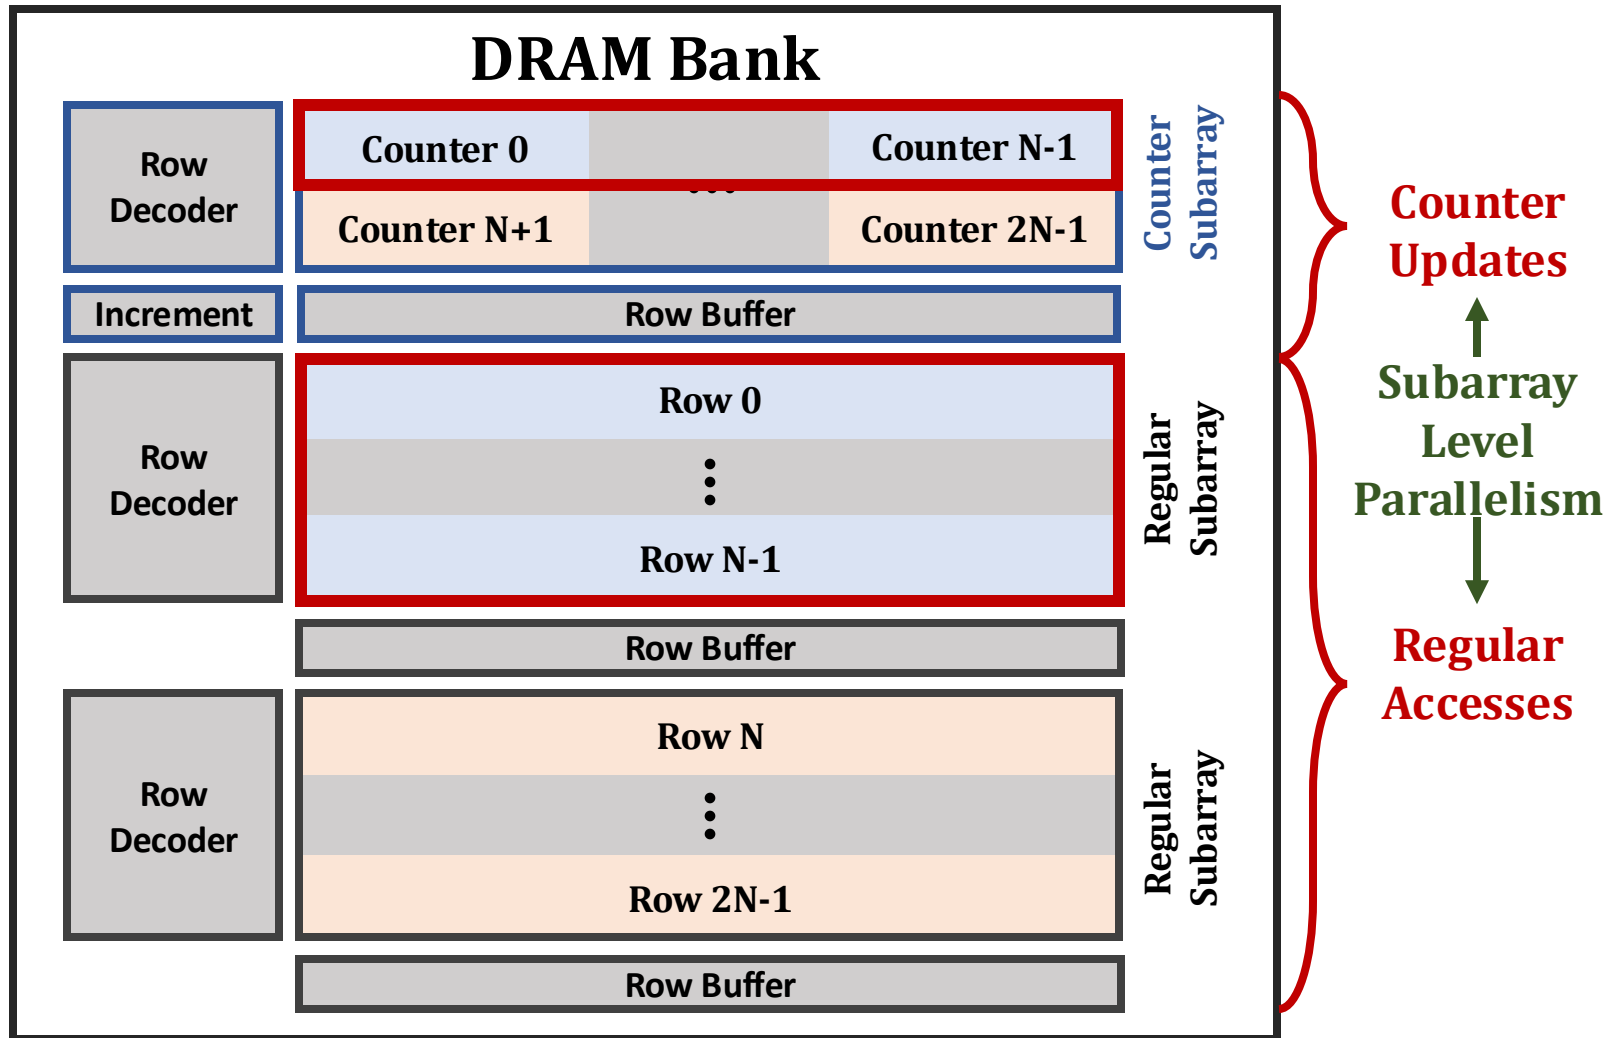 DRAM Bank
Row
Decoder
Counter 0
...
Counter N-1
Counter N+1
Counter 2N-1
Counter
Subarray
Increment
Row Buffer
Row
Decoder
Row 0
⋮
Row N-1
Regular
Subarray
Row Buffer
Row
Decoder
Row N
⋮
Row 2N-1
Regular
Subarray
Row Buffer
Counter
Updates
Subarray
Level
Parallelism
Regular
Accesses